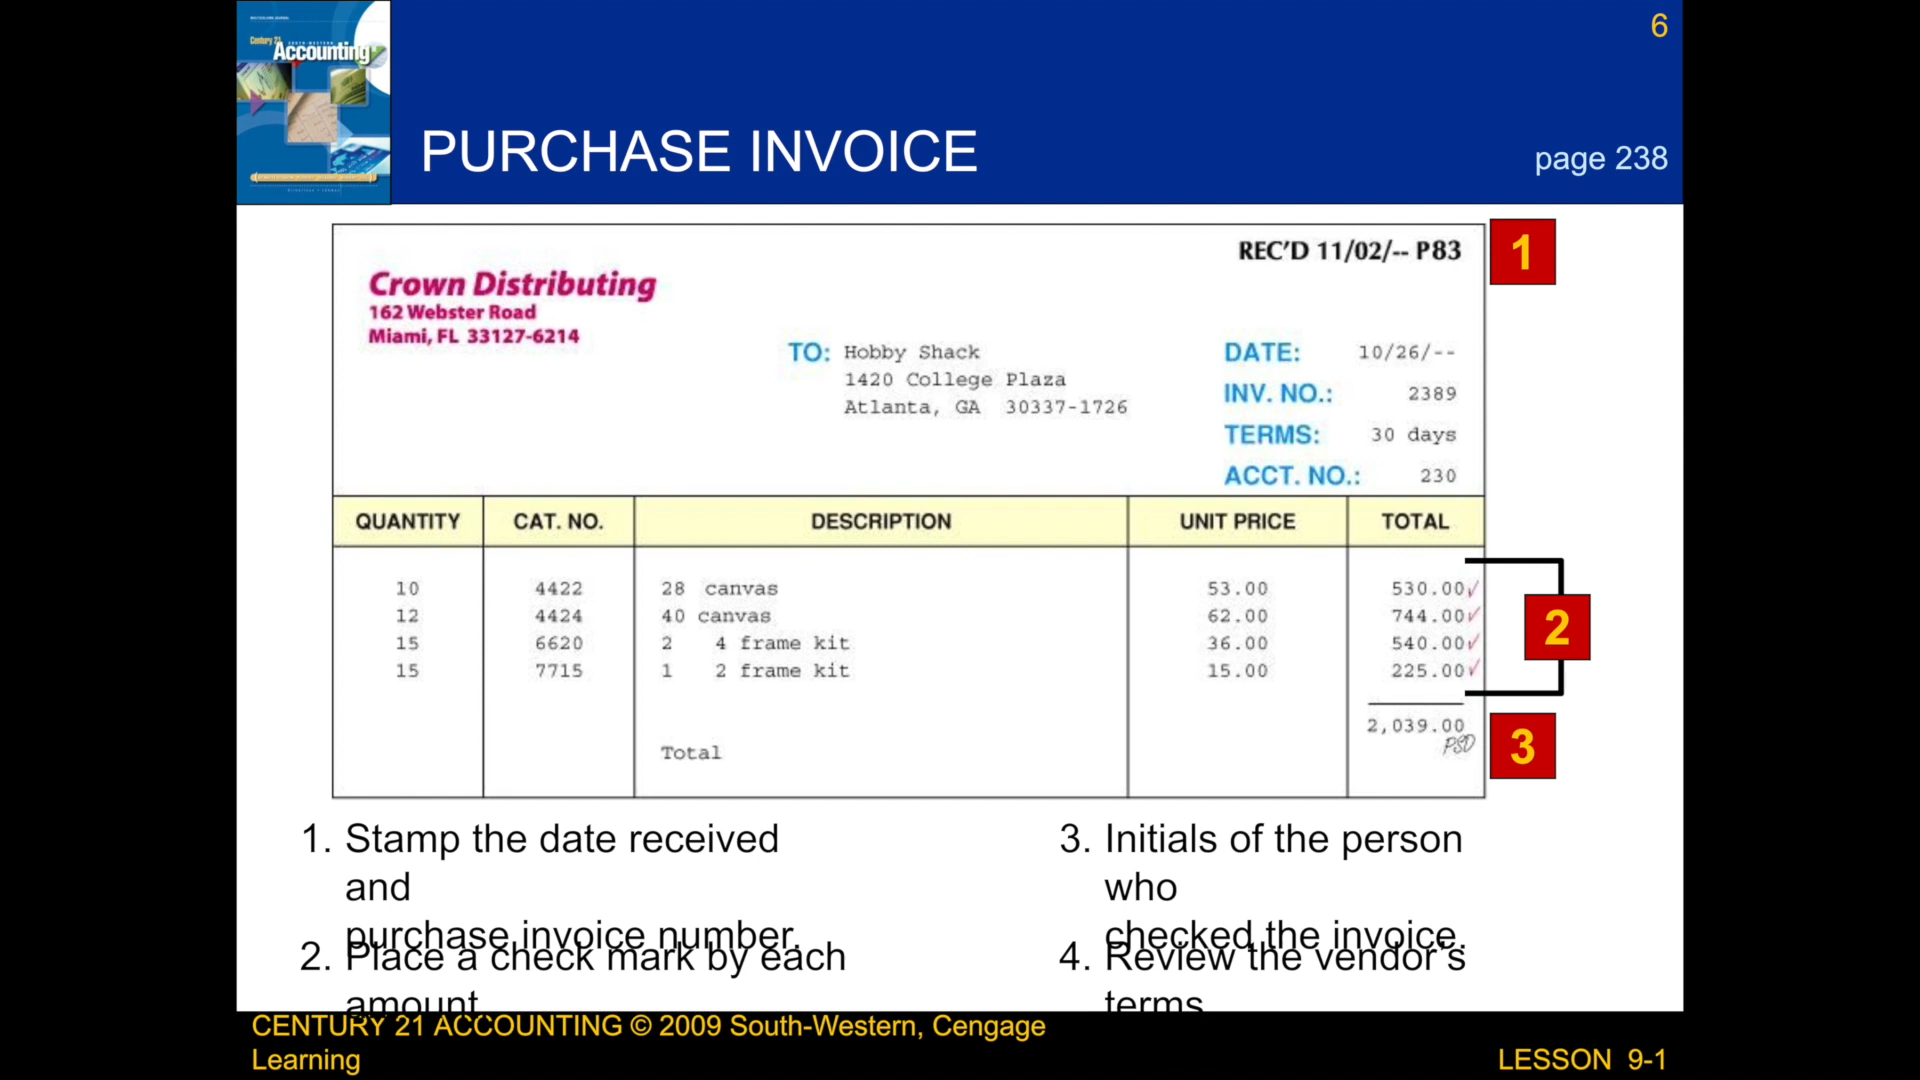 6
Century 21
SOUTH-WESTERN
Accounting
PURCHASE INVOICE
page 238
REC'D 11/02/-- P83
1
Crown Distributing
162 Webster Road
Miami, FL 33127-6214
TO: Hobby Shack
1420 College Plaza
Atlanta, GA 30337-1726
DATE: 10/26/--
INV. NO.: 2389
TERMS: 30 days
ACCT. NO.: 230
QUANTITY CAT. NO. DESCRIPTION UNIT PRICE TOTAL
10 4422 28 canvas 53.00 530.00✓
12 4424 40 canvas 62.00 744.00✓
15 6620 2 4 frame kit 36.00 540.00✓
15 7715 1 2 frame kit 15.00 225.00✓
2
2,039.00
PSD
Total
3
1. Stamp the date received
and
purchase invoice number.
2. Place a check mark by each
amount.
3. Initials of the person
who
checked the invoice.
4. Review the vendor's
terms
CENTURY 21 ACCOUNTING © 2009 South-Western, Cengage
Learning
LESSON 9-1